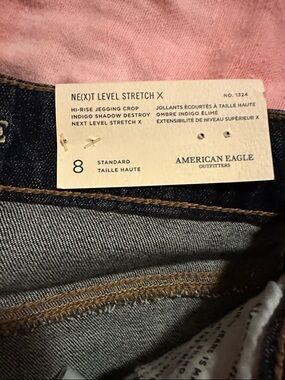 NE(X)T LEVEL STRETCH X
NO. 1324
HI-RISE JEGGING CROP
INDIGO SHADOW DESTROY
NEXT LEVEL STRETCH X
JOLLANTS ÉCOURTÉS À TAILLE HAUTE
OMBRE INDIGO ÉLIMÉ
EXTENSIBILITÉ DE NIVEAU SUPÉRIEUR X
8
STANDARD
TAILLE HAUTE
AMERICAN EAGLE
OUTFITTERS